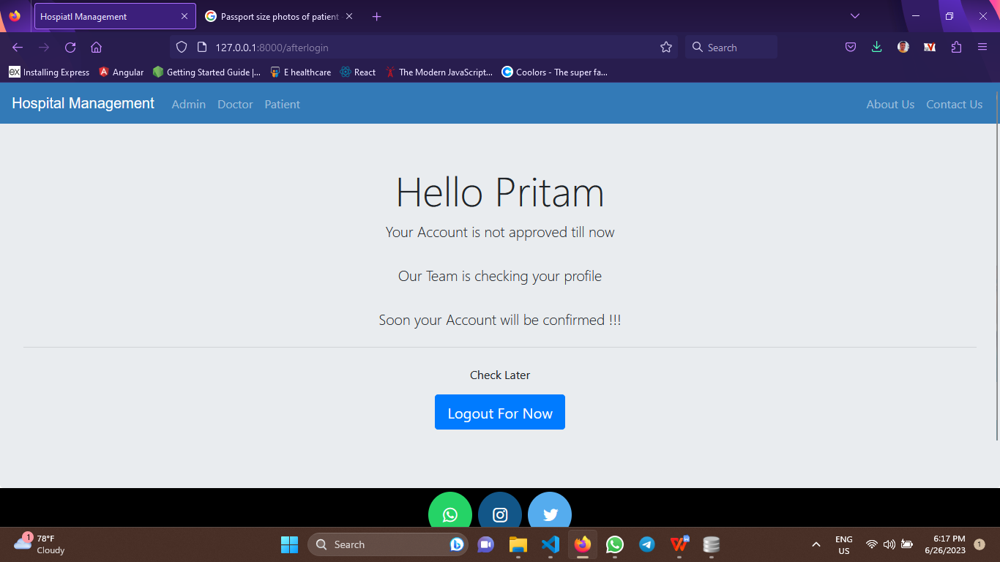 Hospiatl Management
Passport size photos of patient
127.0.0.1:8000/afterlogin
Search
Installing Express
Angular
Getting Started Guide |...
E healthcare
React
The Modern JavaScript...
Coolors - The super fa...
Hospital Management
Admin
Doctor
Patient
About Us
Contact Us
Hello Pritam
Your Account is not approved till now
Our Team is checking your profile
Soon your Account will be confirmed !!!
Check Later
Logout For Now
1
78°F
Cloudy
Search
ENG
US
6:17 PM
6/26/2023
1